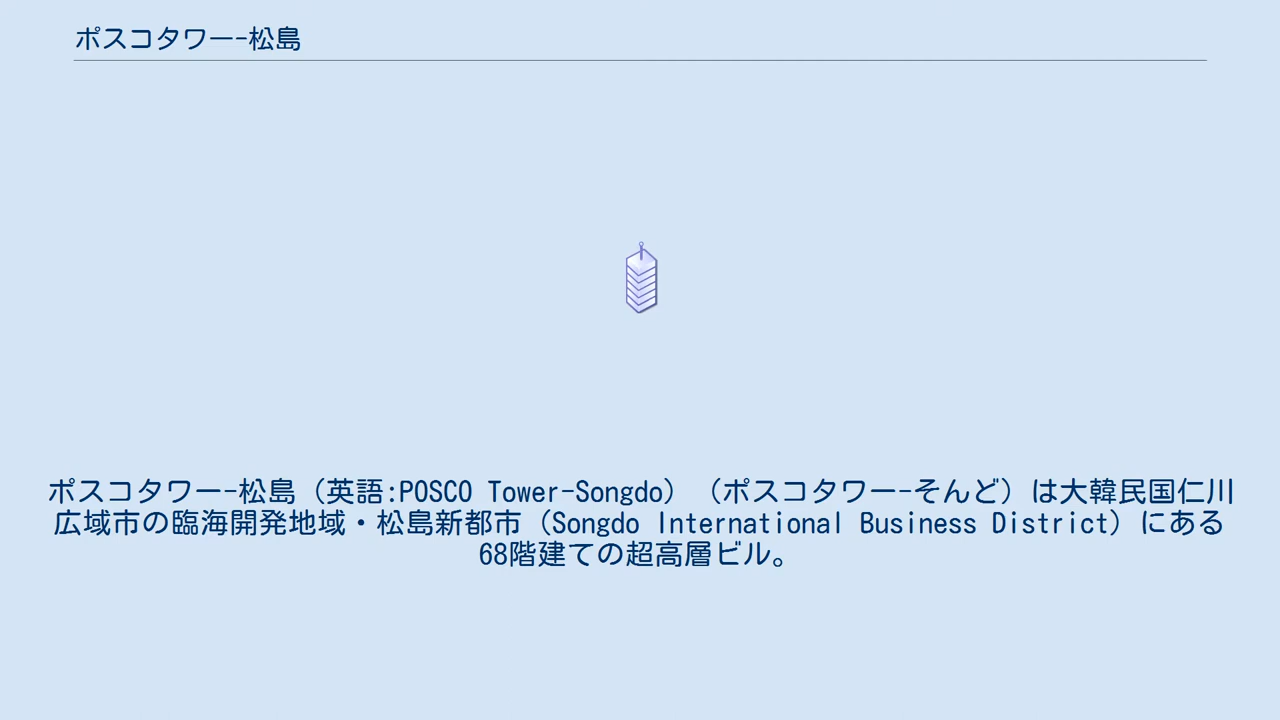 ポスコタワー-松島
ポスコタワー-松島（英語:POSCO Tower-Songdo）（ポスコタワー-そんど）は大韓民国仁川
広域市の臨海開発地域・松島新都市（Songdo International Business District）にある
68階建ての超高層ビル。